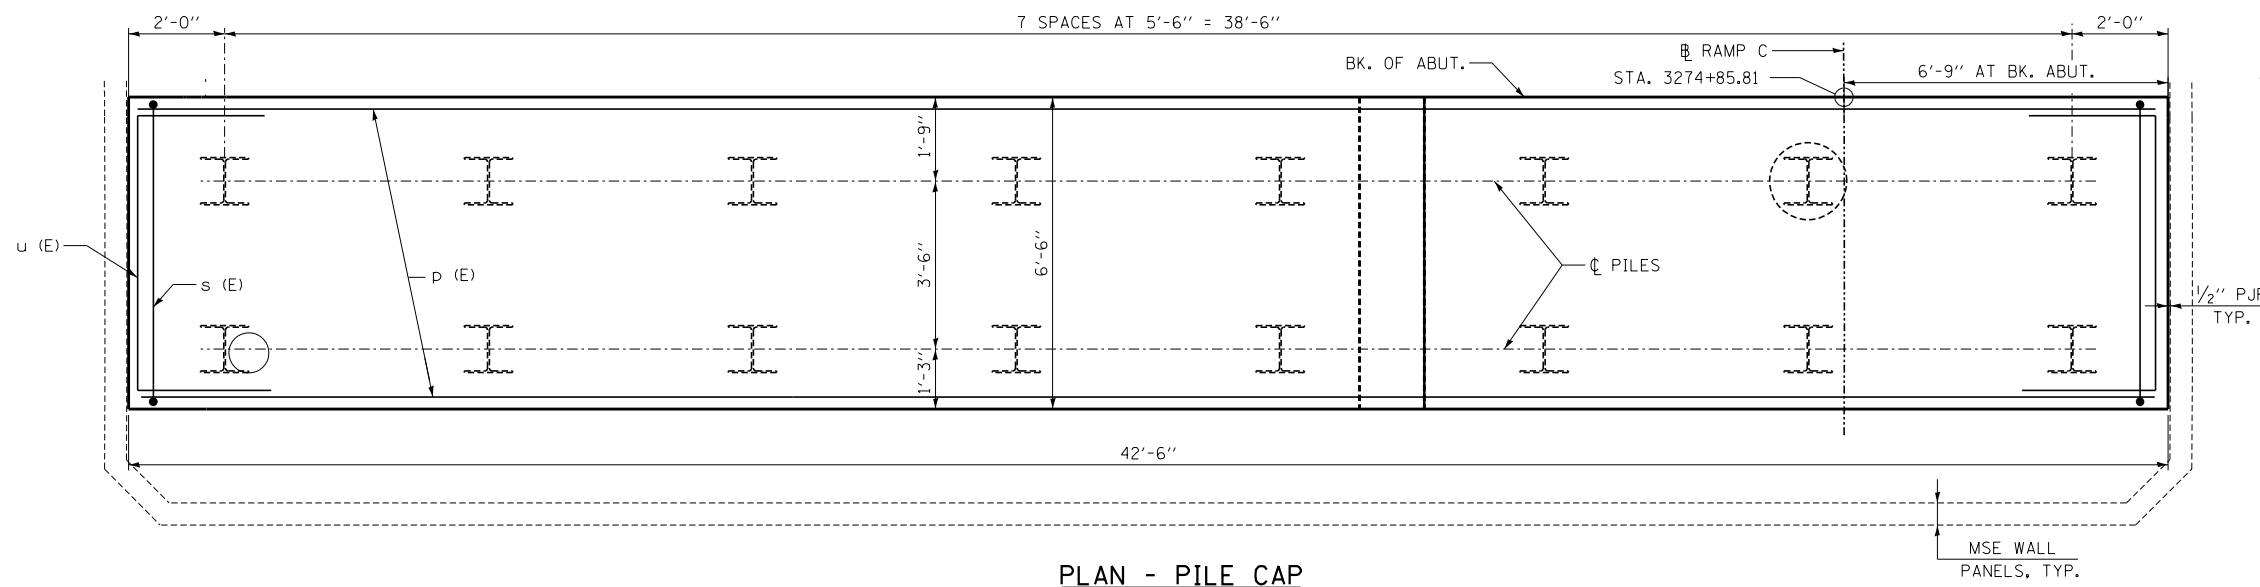 2'-0"
7 SPACES AT 5'-6" = 38'-6"
2'-0"
℄ RAMP C
BK. OF ABUT.
STA. 3274+85.81
6'-9" AT BK. ABUT.
1'-9"
3'-6"
6'-6"
1'-3"
u (E)
s (E)
p (E)
℄ PILES
1/2" PJF
TYP.
42'-6"
MSE WALL
PANELS, TYP.
PLAN - PILE CAP